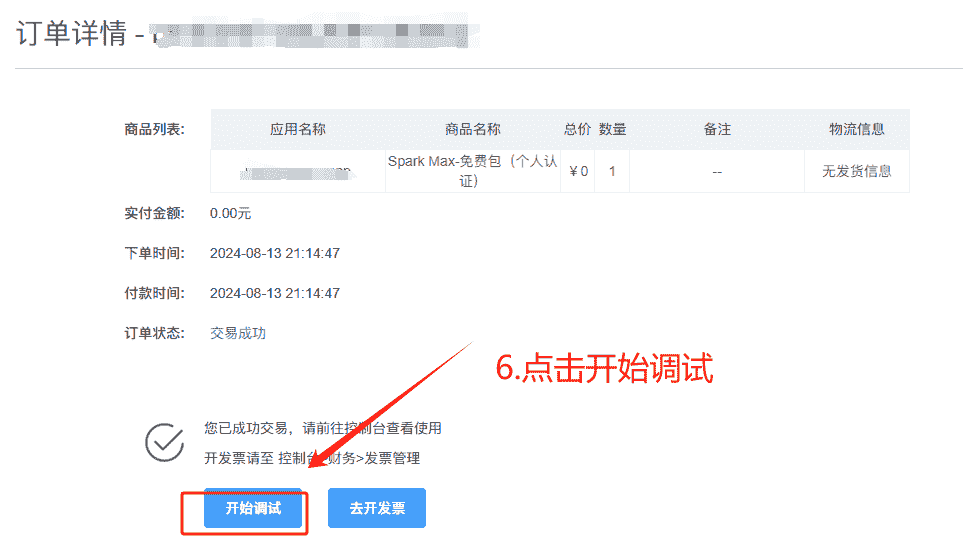 订单详情 -
商品列表:
应用名称 商品名称 总价 数量 备注 物流信息
Spark Max-免费包（个人认
证）
¥ 0 1 -- 无发货信息
实付金额: 0.00元
下单时间: 2024-08-13 21:14:47
付款时间: 2024-08-13 21:14:47
订单状态: 交易成功
6.点击开始调试
您已成功交易，请前往控制台查看使用
开发票请至 控制台>财务>发票管理
开始调试 去开发票